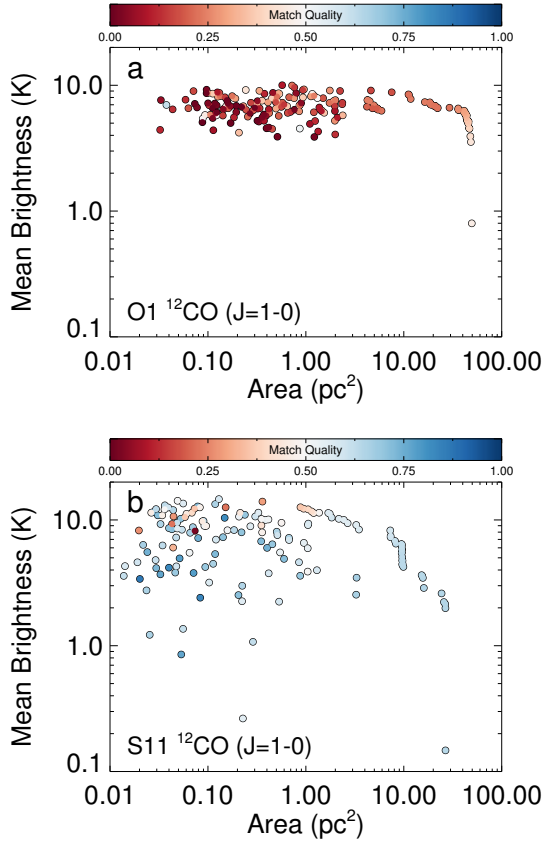 Match Quality
0.00 0.25 0.50 0.75 1.00
a
10.0
1.0
0.1
Mean Brightness (K)
O1 ¹²CO (J=1-0)
0.01 0.10 1.00 10.00 100.00
Area (pc²)
Match Quality
0.00 0.25 0.50 0.75 1.00
b
10.0
1.0
0.1
Mean Brightness (K)
S11 ¹²CO (J=1-0)
0.01 0.10 1.00 10.00 100.00
Area (pc²)